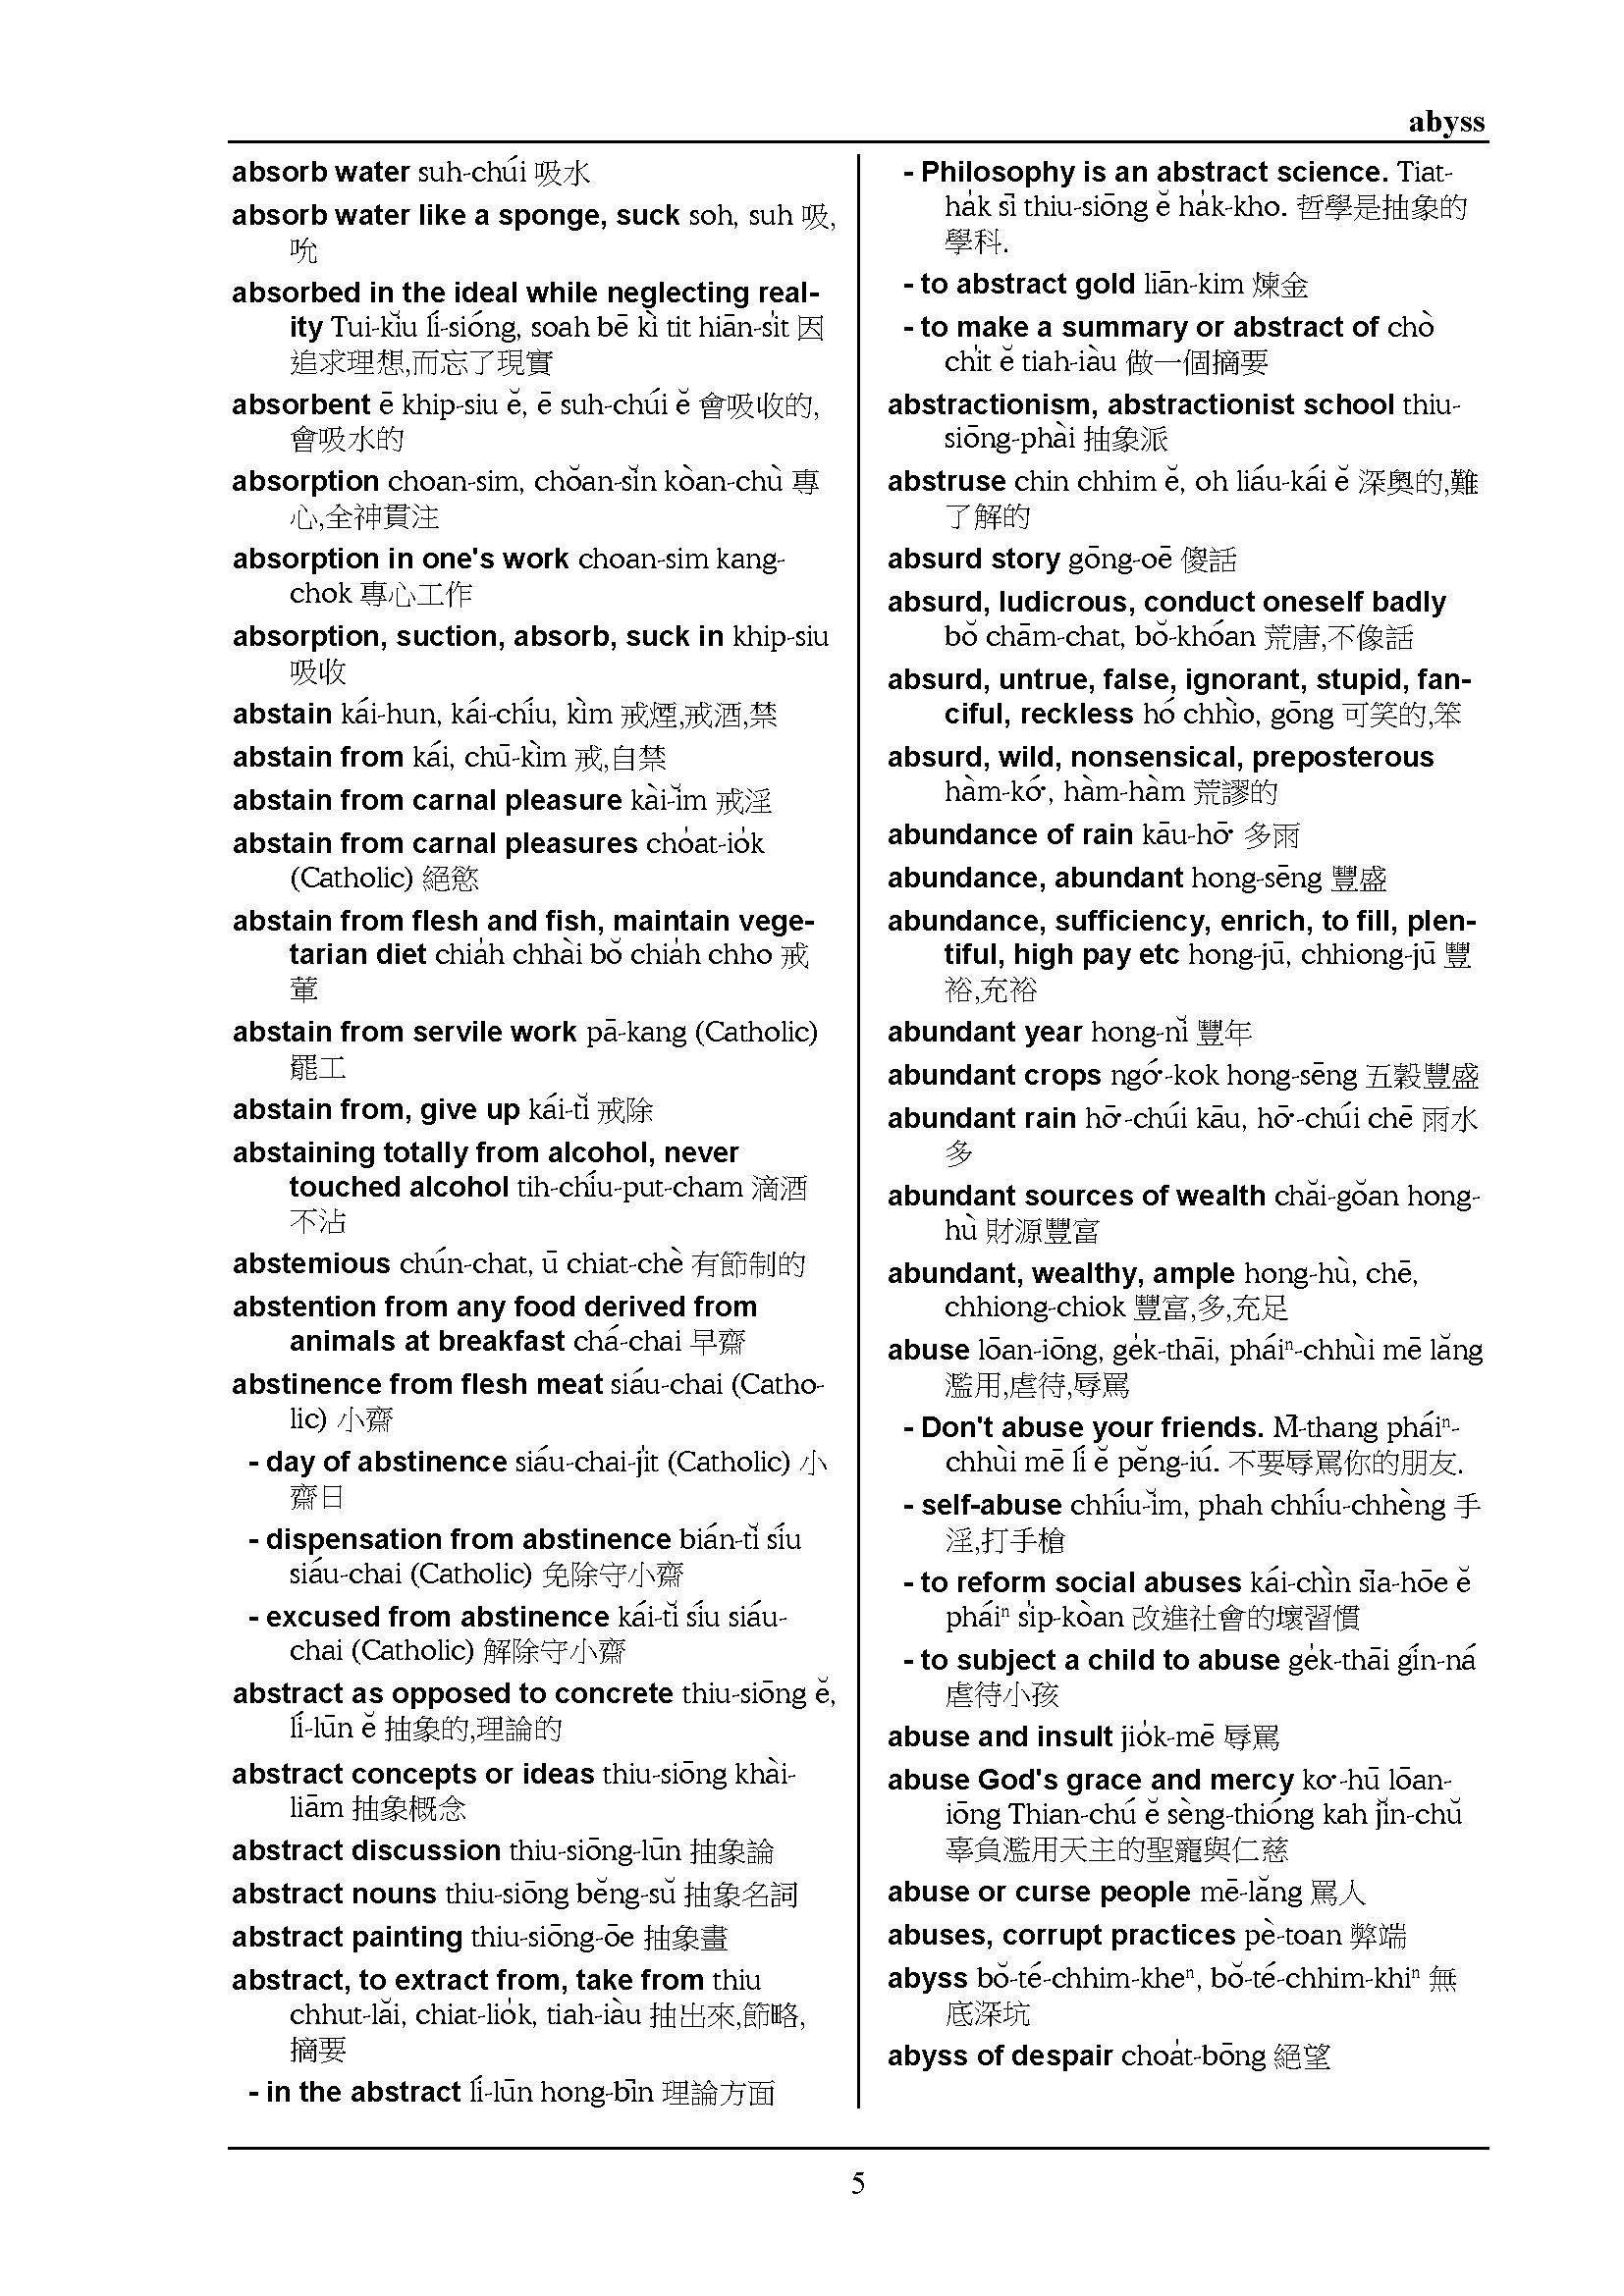 abyss
absorb water suh-chúi 吸水
absorb water like a sponge, suck soh, suh 吸,
吮
absorbed in the ideal while neglecting real-
ity Tui-kĭu lí-sióng, soah bē kì tit hiān-si̍t 因
追求理想,而忘了現實
absorbent ē khip-siu ĕ, ē suh-chúi ĕ 會吸收的,
會吸水的
absorption choan-sim, chŏan-sĭn kòan-chù 專
心,全神貫注
absorption in one's work choan-sim kang-
chok 專心工作
absorption, suction, absorb, suck in khip-siu
吸收
abstain kái-hun, kái-chíu, kìm 戒煙,戒酒,禁
abstain from kái, chū-kìm 戒,自禁
abstain from carnal pleasure kài-ĭm 戒淫
abstain from carnal pleasures cho̍at-io̍k
(Catholic) 絕慾
abstain from flesh and fish, maintain vege-
tarian diet chia̍h chhài bŏ chia̍h chho 戒
葷
abstain from servile work pā-kang (Catholic)
罷工
abstain from, give up kái-tĭ 戒除
abstaining totally from alcohol, never
touched alcohol tih-chíu-put-cham 滴酒
不沾
abstemious chún-chat, ū chiat-chè 有節制的
abstention from any food derived from
animals at breakfast chá-chai 早齋
abstinence from flesh meat siáu-chai (Catho-
lic) 小齋
- day of abstinence siáu-chai-ji̍t (Catholic) 小
齋日
- dispensation from abstinence bián-tĭ síu
siáu-chai (Catholic) 免除守小齋
- excused from abstinence kái-tĭ síu siáu-
chai (Catholic) 解除守小齋
abstract as opposed to concrete thiu-siōng ĕ,
lí-lūn ĕ 抽象的,理論的
abstract concepts or ideas thiu-siōng khài-
liām 抽象概念
abstract discussion thiu-siōng-lūn 抽象論
abstract nouns thiu-siōng bĕng-sŭ 抽象名詞
abstract painting thiu-siōng-ōe 抽象畫
abstract, to extract from, take from thiu
chhut-lăi, chiat-lio̍k, tiah-iàu 抽出來,節略,
摘要
- in the abstract lí-lūn hong-bīn 理論方面
- Philosophy is an abstract science. Tiat-
ha̍k sī thiu-siōng ĕ ha̍k-kho. 哲學是抽象的
學科.
- to abstract gold liān-kim 煉金
- to make a summary or abstract of chò
chi̍t ĕ tiah-iàu 做一個摘要
abstractionism, abstractionist school thiu-
siōng-phài 抽象派
abstruse chin chhim ĕ, oh liáu-kái ĕ 深奧的,難
了解的
absurd story gōng-oē 傻話
absurd, ludicrous, conduct oneself badly
bŏ chām-chat, bŏ-khóan 荒唐,不像話
absurd, untrue, false, ignorant, stupid, fan-
ciful, reckless hó chhìo, gōng 可笑的,笨
absurd, wild, nonsensical, preposterous
hàm-kó͘, hàm-hàm 荒謬的
abundance of rain kāu-hō͘ 多雨
abundance, abundant hong-sēng 豐盛
abundance, sufficiency, enrich, to fill, plen-
tiful, high pay etc hong-jū, chhiong-jū 豐
裕,充裕
abundant year hong-nĭ 豐年
abundant crops ngó͘-kok hong-sēng 五穀豐盛
abundant rain hō͘-chúi kāu, hō͘-chúi chē 雨水
多
abundant sources of wealth chăi-gŏan hong-
hù 財源豐富
abundant, wealthy, ample hong-hù, chē,
chhiong-chiok 豐富,多,充足
abuse lōan-iōng, ge̍k-thāi, pháiⁿ-chhùi mē lăng
濫用,虐待,辱罵
- Don't abuse your friends. M̄-thang pháiⁿ-
chhùi mē lí ĕ pĕng-iú. 不要辱罵你的朋友.
- self-abuse chhíu-ĭm, phah chhíu-chhèng 手
淫,打手槍
- to reform social abuses kái-chìn sīa-hōe ĕ
pháiⁿ si̍p-kòan 改進社會的壞習慣
- to subject a child to abuse ge̍k-thāi gín-ná
虐待小孩
abuse and insult jio̍k-mē 辱罵
abuse God's grace and mercy ko͘-hū lōan-
iōng Thian-chú ĕ sèng-thióng kah jĭn-chŭ
辜負濫用天主的聖寵與仁慈
abuse or curse people mē-lăng 罵人
abuses, corrupt practices pè-toan 弊端
abyss bŏ-té-chhim-kheⁿ, bŏ-té-chhim-khiⁿ 無
底深坑
abyss of despair choa̍t-bōng 絕望
5